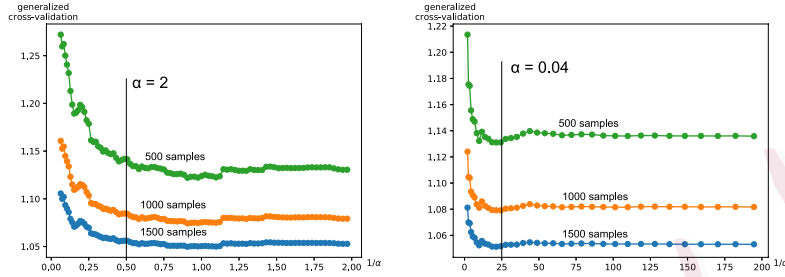 generalized
cross-validation
1,25
1,20
1,15
1,10
1,05
0,00 0,25 0,50 0,75 1,00 1,25 1,50 1,75 2,00 1/α
α = 2
500 samples
1000 samples
1500 samples
generalized
cross-validation
1.22
1.20
1.18
1.16
1.14
1.12
1.10
1.08
1.06
0 25 50 75 100 125 150 175 200 1/α
α = 0.04
500 samples
1000 samples
1500 samples